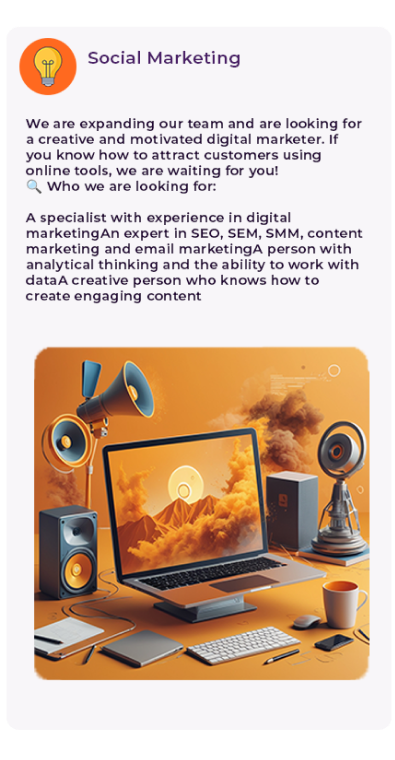 Social Marketing
We are expanding our team and are looking for
a creative and motivated digital marketer. If
you know how to attract customers using
online tools, we are waiting for you!
🔍 Who we are looking for:
A specialist with experience in digital
marketingAn expert in SEO, SEM, SMM, content
marketing and email marketingA person with
analytical thinking and the ability to work with
dataA creative person who knows how to
create engaging content